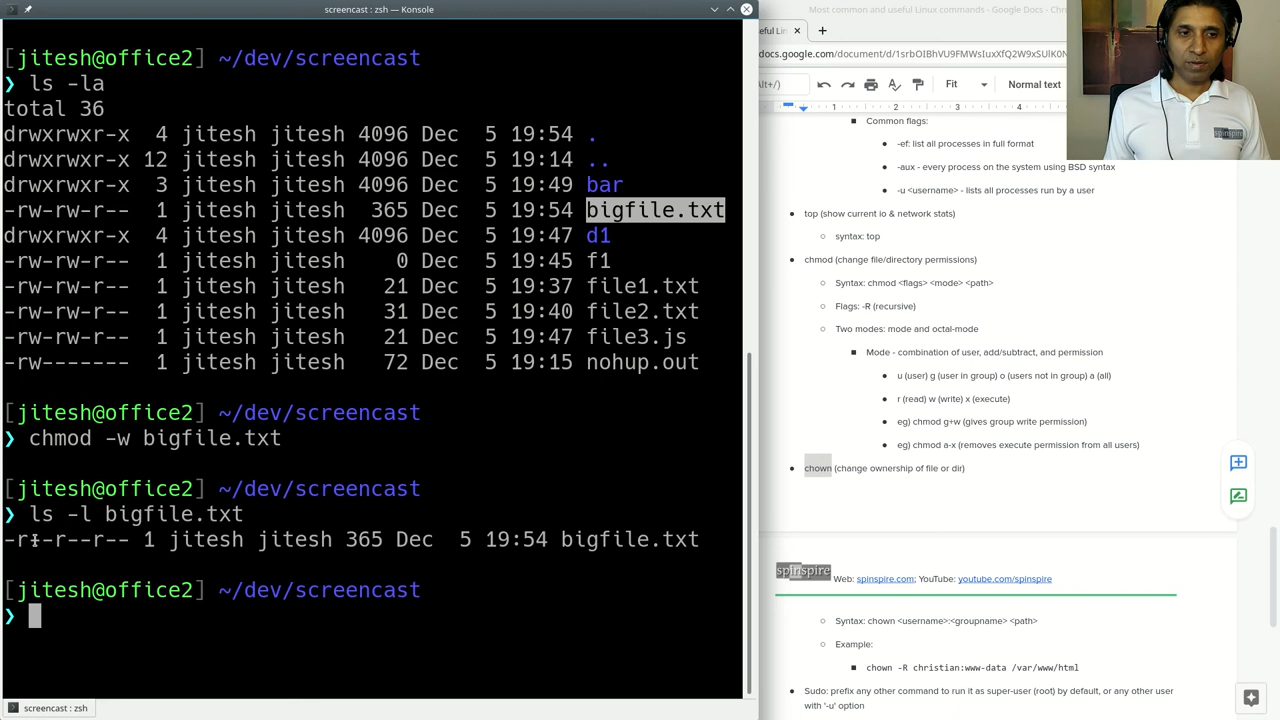 screencast : zsh — Konsole
[jitesh@office2] ~/dev/screencast
❯ ls -la
total 36
drwxrwxr-x 4 jitesh jitesh 4096 Dec 5 19:54 .
drwxrwxr-x 12 jitesh jitesh 4096 Dec 5 19:14 ..
drwxrwxr-x 3 jitesh jitesh 4096 Dec 5 19:49 bar
-rw-rw-r-- 1 jitesh jitesh 365 Dec 5 19:54 bigfile.txt
drwxrwxr-x 4 jitesh jitesh 4096 Dec 5 19:47 d1
-rw-rw-r-- 1 jitesh jitesh 0 Dec 5 19:45 f1
-rw-rw-r-- 1 jitesh jitesh 21 Dec 5 19:37 file1.txt
-rw-rw-r-- 1 jitesh jitesh 31 Dec 5 19:40 file2.txt
-rw-rw-r-- 1 jitesh jitesh 21 Dec 5 19:47 file3.js
-rw------- 1 jitesh jitesh 72 Dec 5 19:15 nohup.out
[jitesh@office2] ~/dev/screencast
❯ chmod -w bigfile.txt
[jitesh@office2] ~/dev/screencast
❯ ls -l bigfile.txt
-r--r--r-- 1 jitesh jitesh 365 Dec 5 19:54 bigfile.txt
[jitesh@office2] ~/dev/screencast
❯
screencast : zsh
Most common and useful Linux commands - Google Docs - Chr
eful Lin
docs.google.com/document/d/
Alt+/) Fit Normal text
1 2 3 4
Common flags:
-ef: list all processes in full format
-aux - every process on the system using BSD syntax
-u <username> - lists all processes run by a user
top (show current io & network stats)
syntax: top
chmod (change file/directory permissions)
Syntax: chmod <flags> <mode> <path>
Flags: -R (recursive)
Two modes: mode and octal-mode
Mode - combination of user, add/subtract, and permission
u (user) g (user in group) o (users not in group) a (all)
r (read) w (write) x (execute)
eg) chmod g+w (gives group write permission)
eg) chmod a-x (removes execute permission from all users)
chown (change ownership of file or dir)
spinspire Web: spinspire.com; YouTube: youtube.com/spinspire
Syntax: chown <username>:<groupname> <path>
Example:
chown -R christian:www-data /var/www/html
Sudo: prefix any other command to run it as super-user (root) by default, or any other user
with '-u' option
spinspire